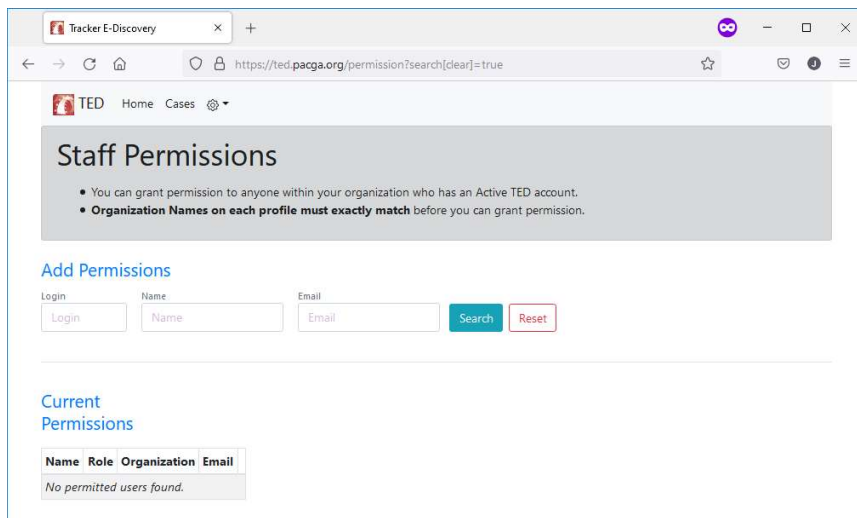 Tracker E-Discovery
https://ted.pacga.org/permission?search[clear]=true
J
TED Home Cases
Staff Permissions
• You can grant permission to anyone within your organization who has an Active TED account.
• Organization Names on each profile must exactly match before you can grant permission.
Add Permissions
Login Name Email
Login Name Email Search Reset
Current
Permissions
Name Role Organization Email
No permitted users found.